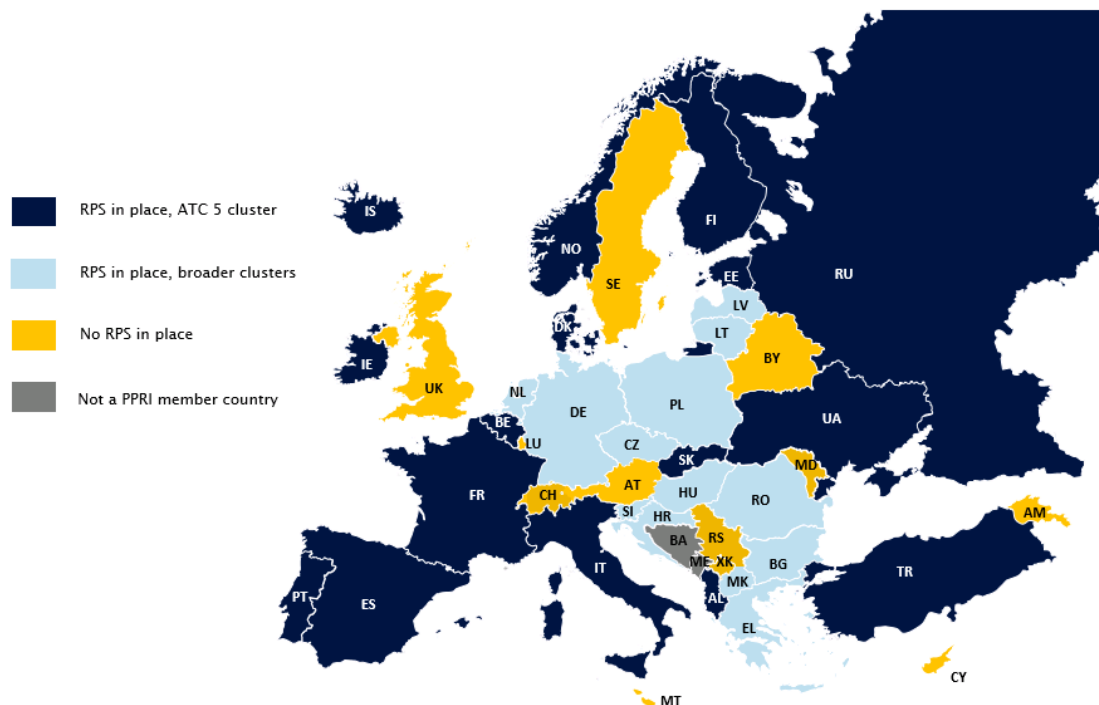 RPS in place, ATC 5 cluster
RPS in place, broader clusters
No RPS in place
Not a PPRI member country
IS
NO
SE
FI
RU
EE
LV
LT
DK
BY
IE
UK
NL
DE
PL
BE
LU
CZ
UA
SK
MD
FR
CH
AT
HU
RO
SI
HR
AM
BA
RS
ME
XK
BG
IT
MK
TR
PT
ES
AL
EL
CY
MT